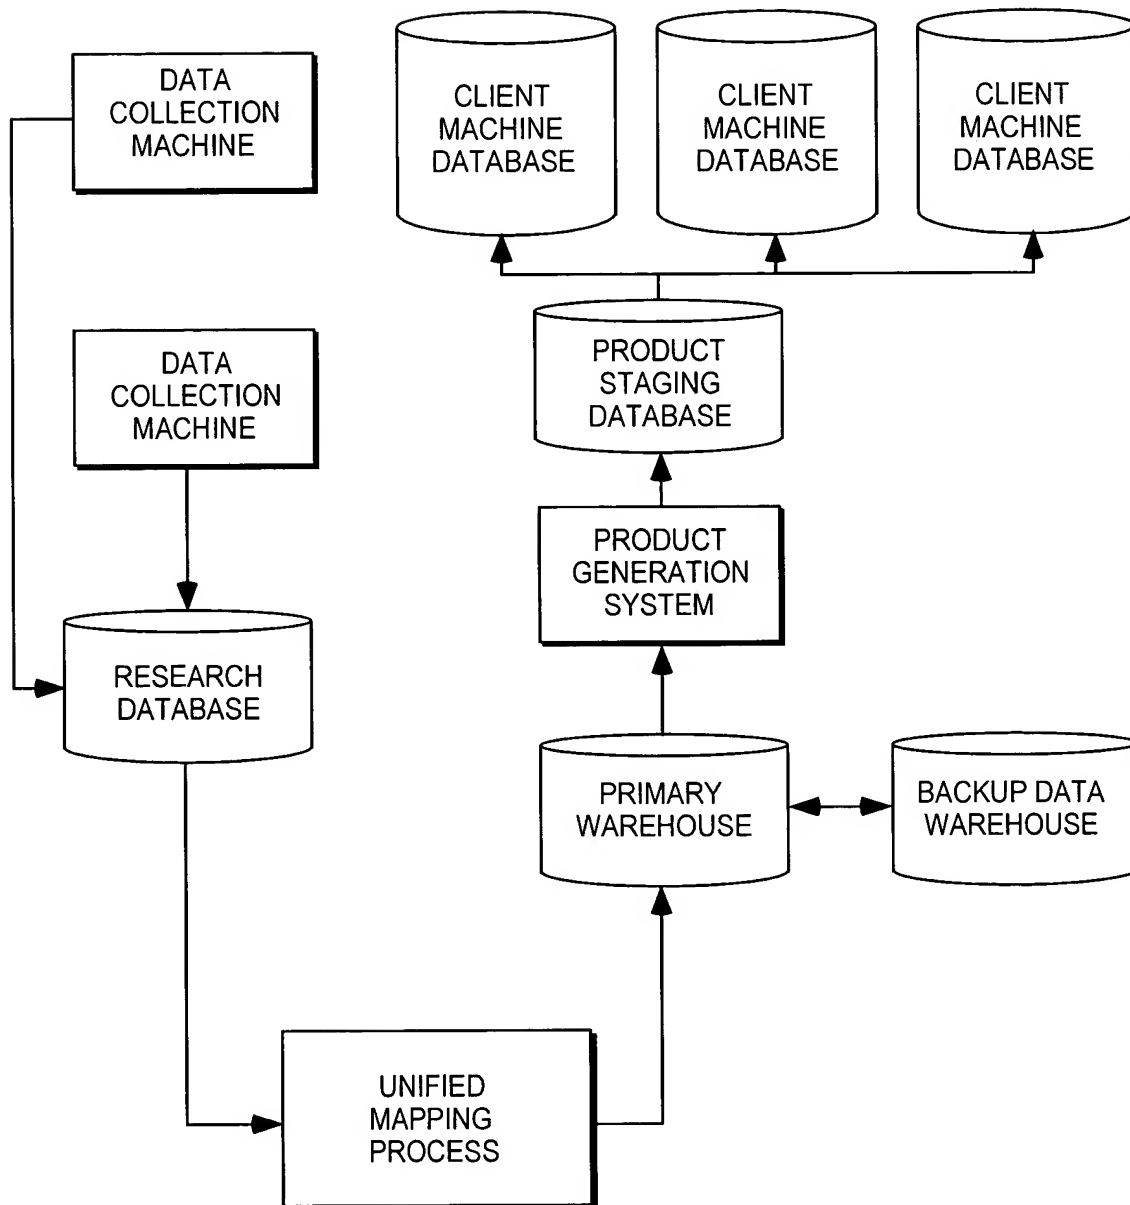 DATA
COLLECTION
MACHINE
CLIENT
MACHINE
DATABASE
CLIENT
MACHINE
DATABASE
CLIENT
MACHINE
DATABASE
DATA
COLLECTION
MACHINE
PRODUCT
STAGING
DATABASE
PRODUCT
GENERATION
SYSTEM
RESEARCH
DATABASE
PRIMARY
WAREHOUSE
BACKUP DATA
WAREHOUSE
UNIFIED
MAPPING
PROCESS